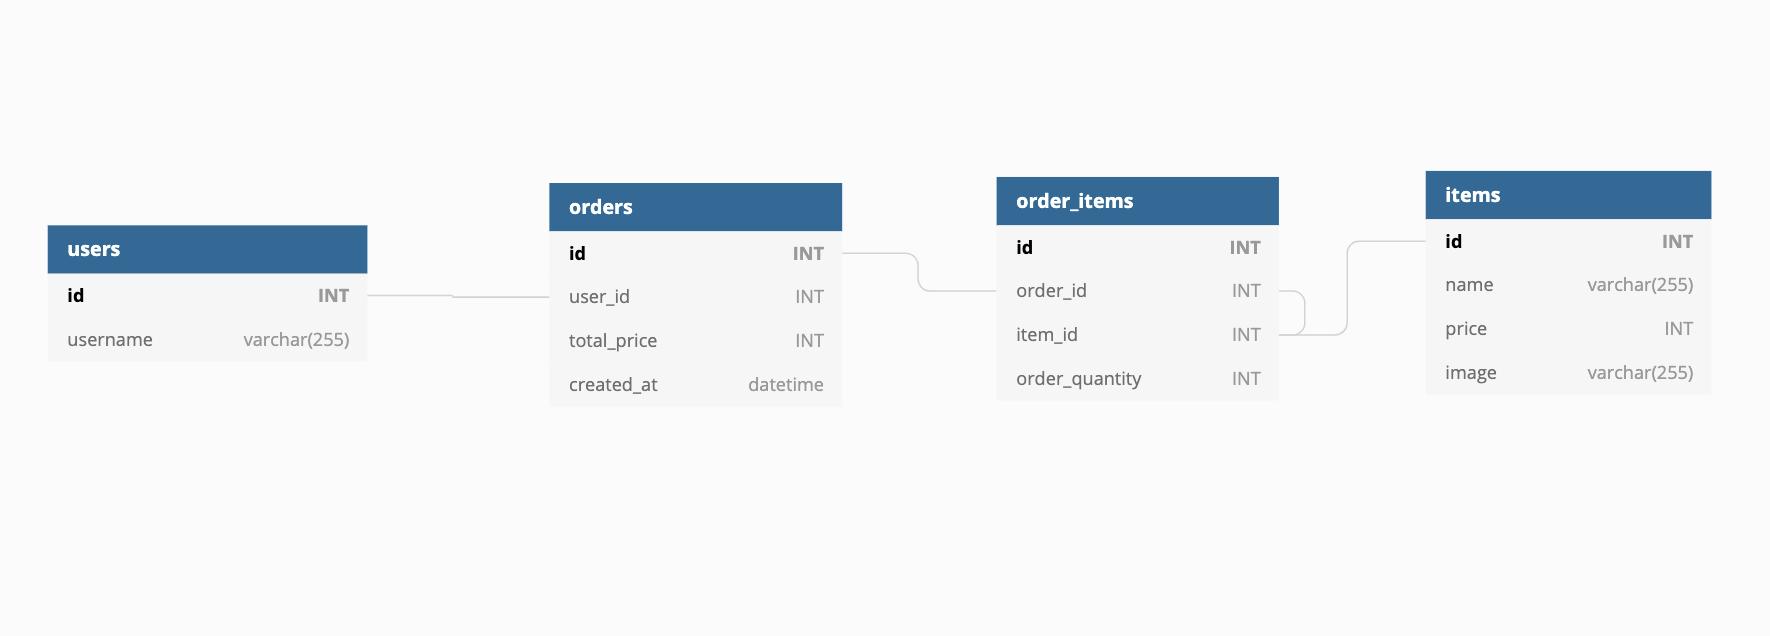 users
id INT
username varchar(255)
orders
id INT
user_id INT
total_price INT
created_at datetime
order_items
id INT
order_id INT
item_id INT
order_quantity INT
items
id INT
name varchar(255)
price INT
image varchar(255)